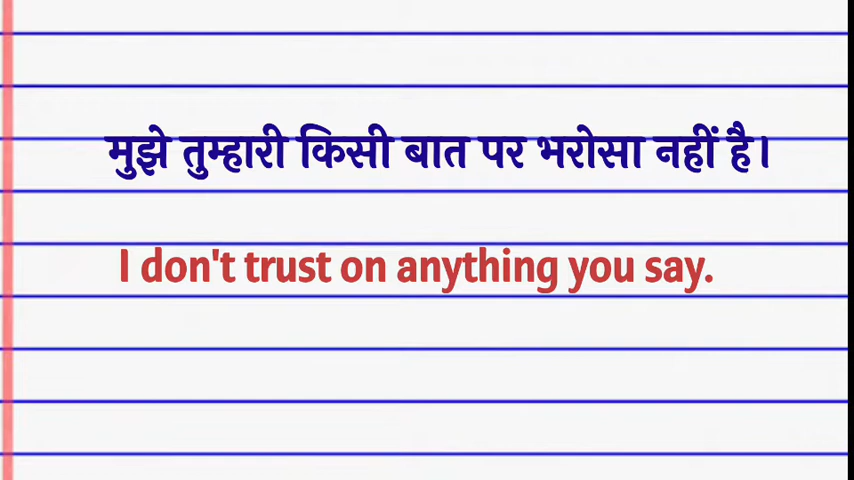 मुझे तुम्हारी किसी बात पर भरोसा नहीं है।
I don't trust on anything you say.